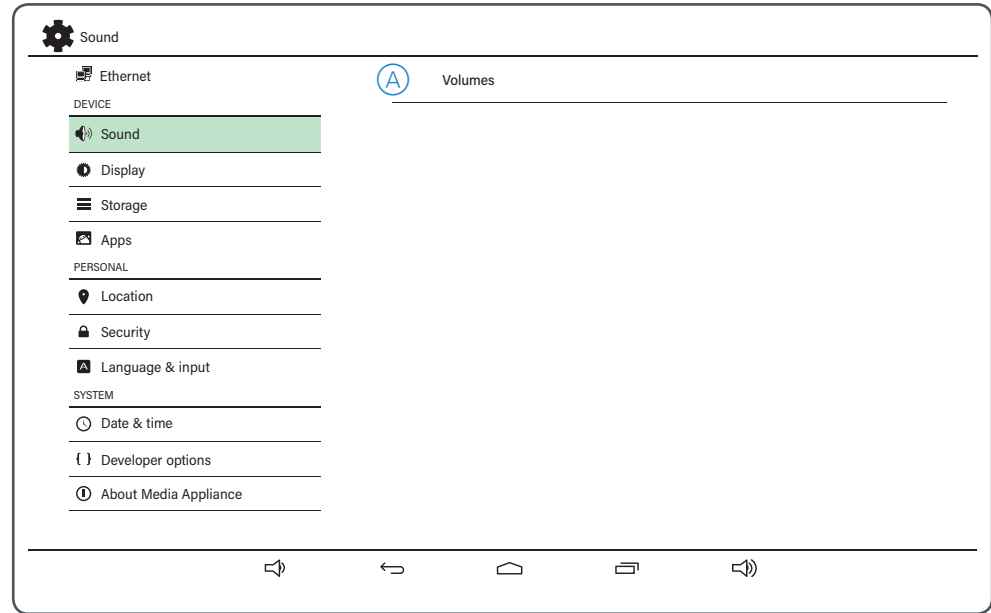 Sound
Ethernet
DEVICE
Sound
Display
Storage
Apps
PERSONAL
Location
Security
A Language & input
SYSTEM
Date & time
{ } Developer options
About Media Appliance
A Volumes